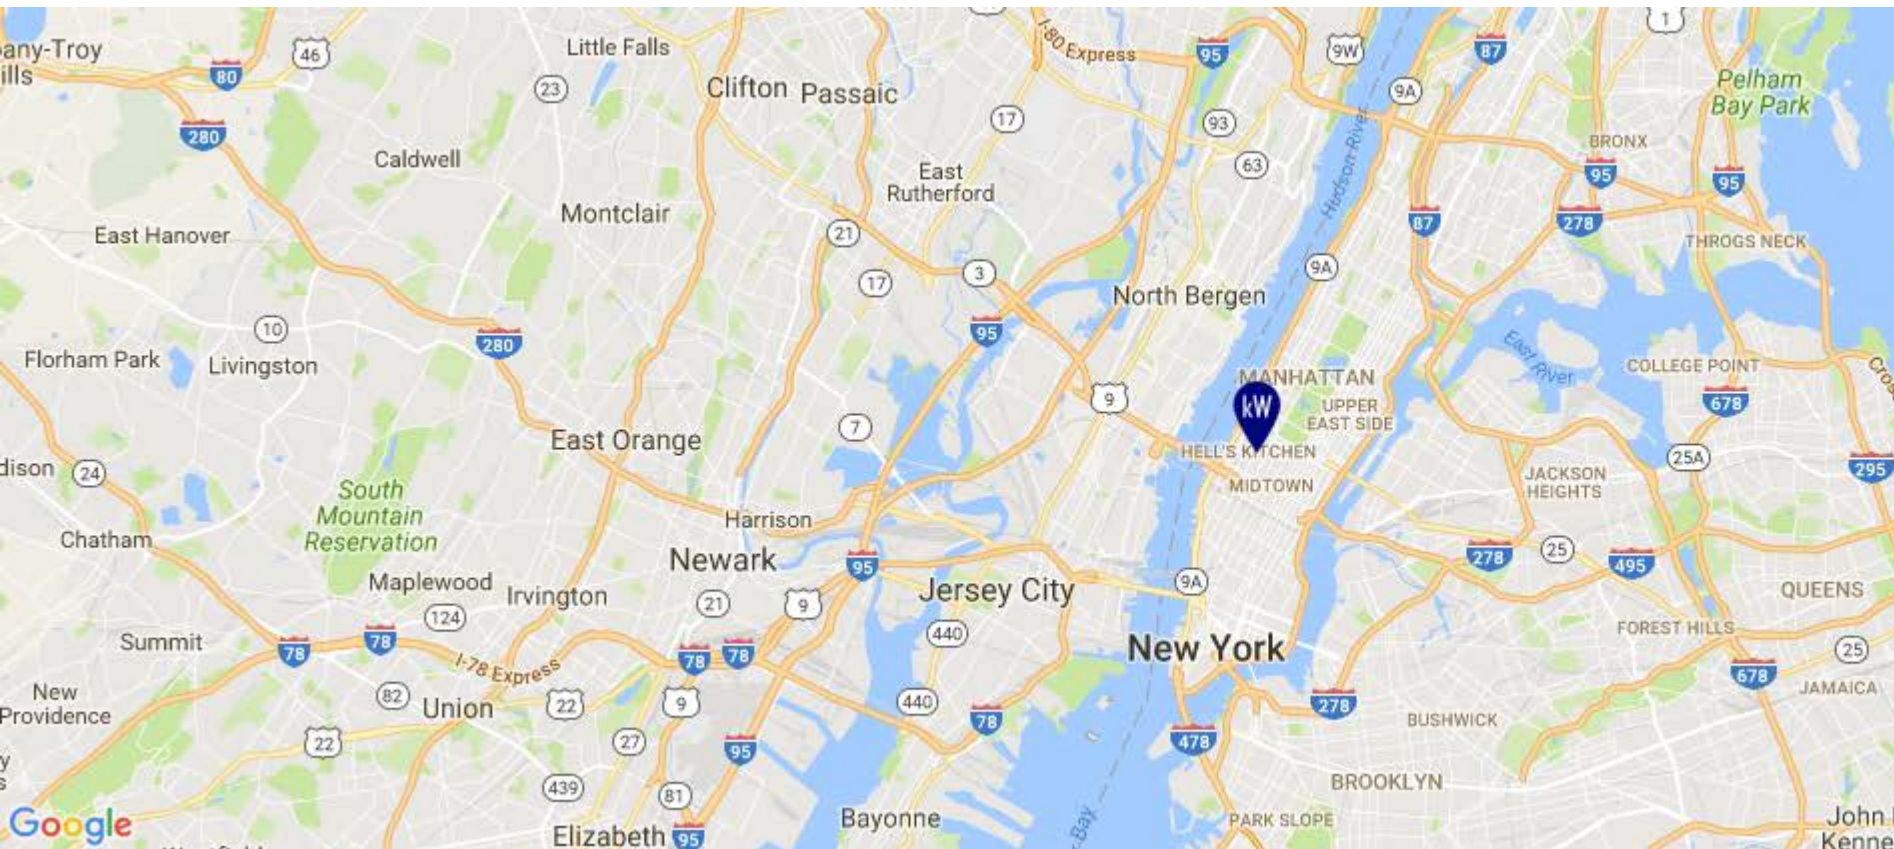 1
46
Little Falls
I-80 Express
95
9W
87
any-Troy
ills
80
23
Clifton
Passaic
9A
Pelham
Bay Park
280
17
93
BRONX
Caldwell
East
Rutherford
63
Hudson River
95
95
Montclair
East Hanover
21
87
278
THROGS NECK
17
3
9A
North Bergen
10
95
280
East River
Florham Park
Livingston
COLLEGE POINT
Cro
MANHATTAN
kW
9
UPPER
EAST SIDE
678
7
East Orange
HELL'S KITCHEN
25A
dison
24
295
South
Mountain
Reservation
MIDTOWN
JACKSON
HEIGHTS
Harrison
Chatham
Newark
95
278
25
495
Maplewood
Irvington
Jersey City
9A
QUEENS
124
21
9
Summit
78
78
440
FOREST HILLS
I-78 Express
78
78
New York
25
678
New
Providence
82
Union
22
9
440
78
278
JAMAICA
BUSHWICK
22
27
95
478
y
s
439
81
BROOKLYN
Google
Elizabeth
95
Bayonne
r Bay
PARK SLOPE
John
Kenne